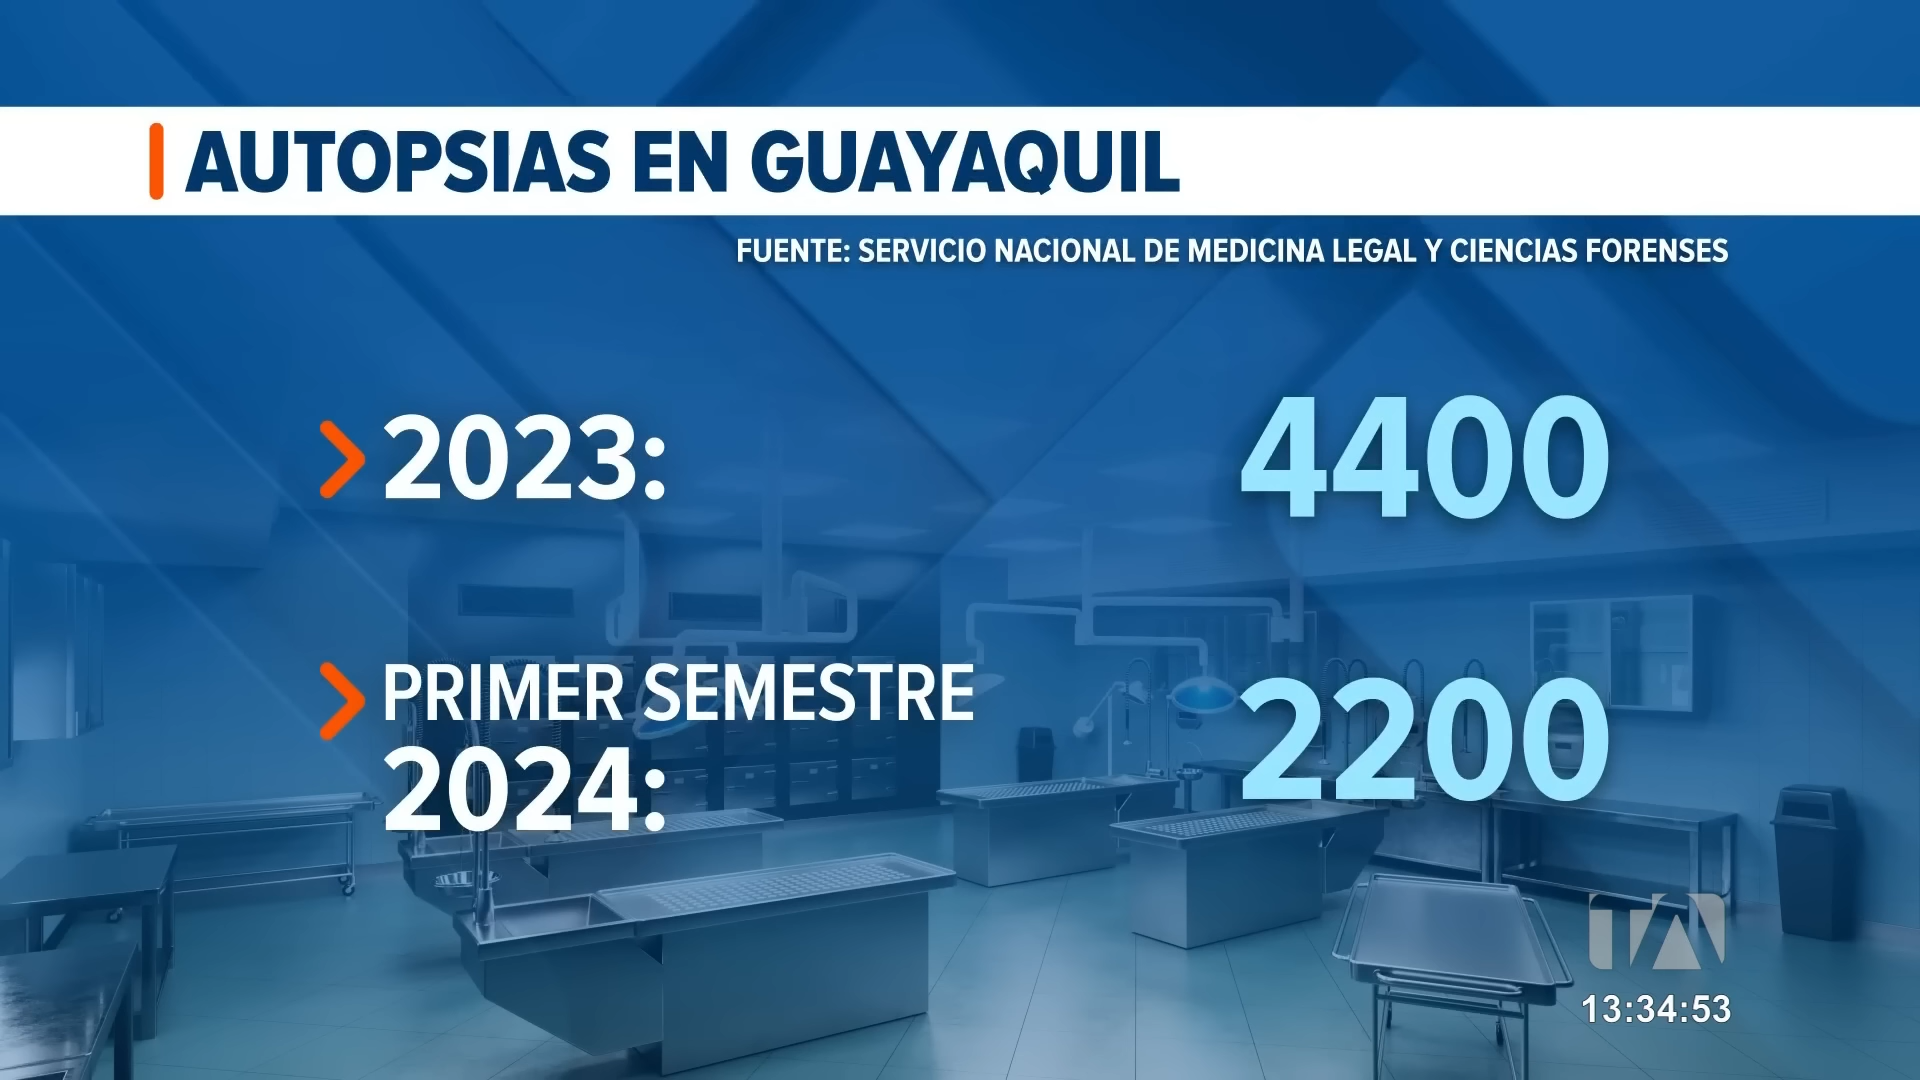 AUTOPSIAS EN GUAYAQUIL
FUENTE: SERVICIO NACIONAL DE MEDICINA LEGAL Y CIENCIAS FORENSES
2023: 4400
PRIMER SEMESTRE
2024: 2200
TA
13:34:53